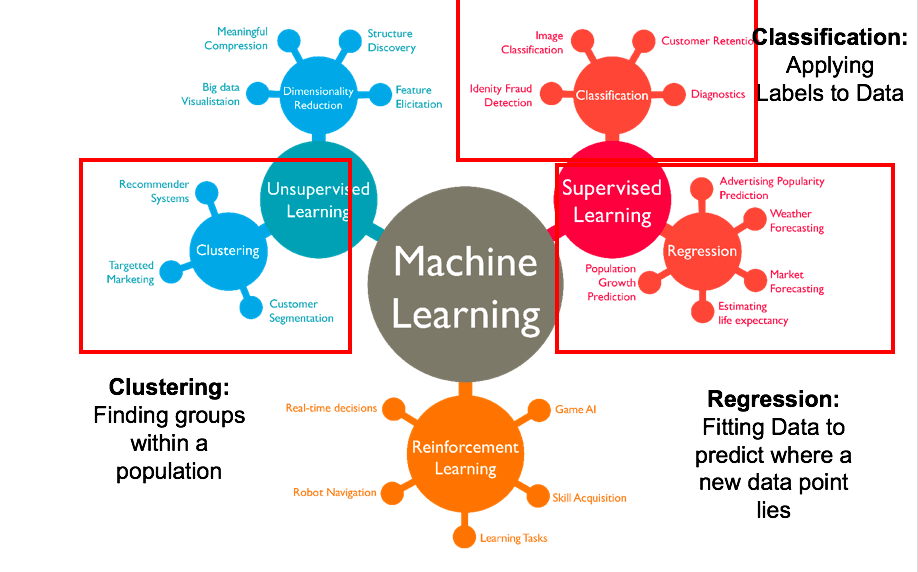 Meaningful
Compression
Structure
Discovery
Big data
Visualistaion
Dimensionality
Reduction
Feature
Elicitation
Image
Classification
Customer Retentio
Idenity Fraud
Detection
Classification
Diagnostics
Classification:
Applying
Labels to Data
Unsupervised
Learning
Recommender
Systems
Clustering
Targetted
Marketing
Customer
Segmentation
Machine
Learning
Supervised
Learning
Advertising Popularity
Prediction
Weather
Forecasting
Regression
Population
Growth
Prediction
Market
Forecasting
Estimating
life expectancy
Clustering:
Finding groups
within a
population
Real-time decisions
Game AI
Reinforcement
Learning
Robot Navigation
Skill Acquisition
Learning Tasks
Regression:
Fitting Data to
predict where a
new data point
lies